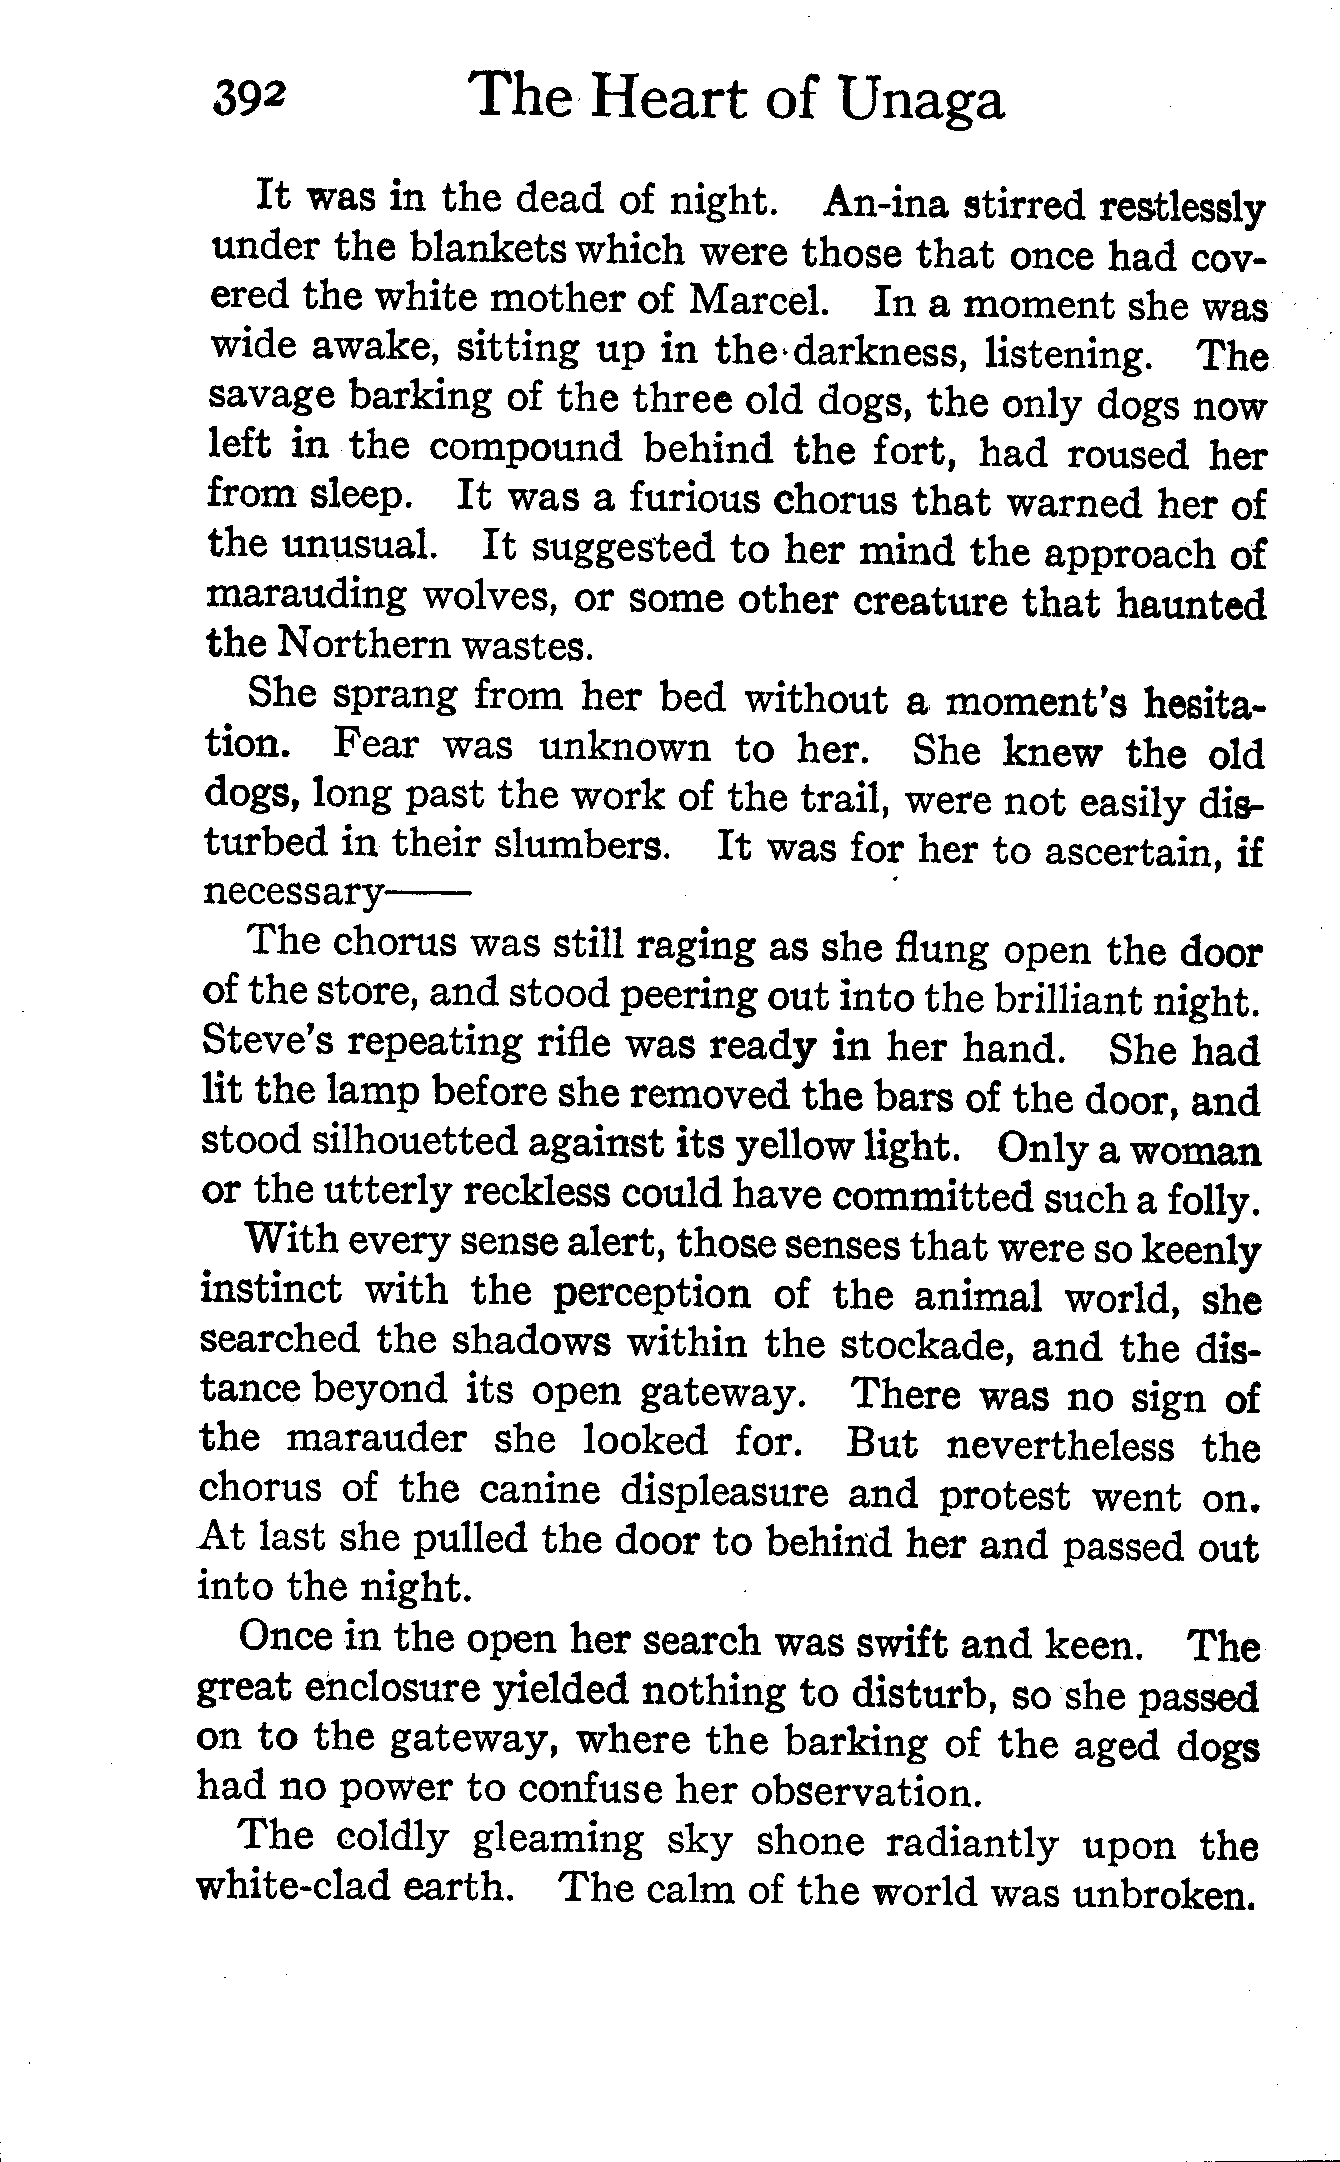 392 The Heart of Unaga
It was in the dead of night. An-ina stirred restlessly
under the blankets which were those that once had cov-
ered the white mother of Marcel. In a moment she was
wide awake, sitting up in the darkness, listening. The
savage barking of the three old dogs, the only dogs now
left in the compound behind the fort, had roused her
from sleep. It was a furious chorus that warned her of
the unusual. It suggested to her mind the approach of
marauding wolves, or some other creature that haunted
the Northern wastes.
She sprang from her bed without a moment's hesita-
tion. Fear was unknown to her. She knew the old
dogs, long past the work of the trail, were not easily dis-
turbed in their slumbers. It was for her to ascertain, if
necessary——
The chorus was still raging as she flung open the door
of the store, and stood peering out into the brilliant night.
Steve's repeating rifle was ready in her hand. She had
lit the lamp before she removed the bars of the door, and
stood silhouetted against its yellow light. Only a woman
or the utterly reckless could have committed such a folly.
With every sense alert, those senses that were so keenly
instinct with the perception of the animal world, she
searched the shadows within the stockade, and the dis-
tance beyond its open gateway. There was no sign of
the marauder she looked for. But nevertheless the
chorus of the canine displeasure and protest went on.
At last she pulled the door to behind her and passed out
into the night.
Once in the open her search was swift and keen. The
great enclosure yielded nothing to disturb, so she passed
on to the gateway, where the barking of the aged dogs
had no power to confuse her observation.
The coldly gleaming sky shone radiantly upon the
white-clad earth. The calm of the world was unbroken.